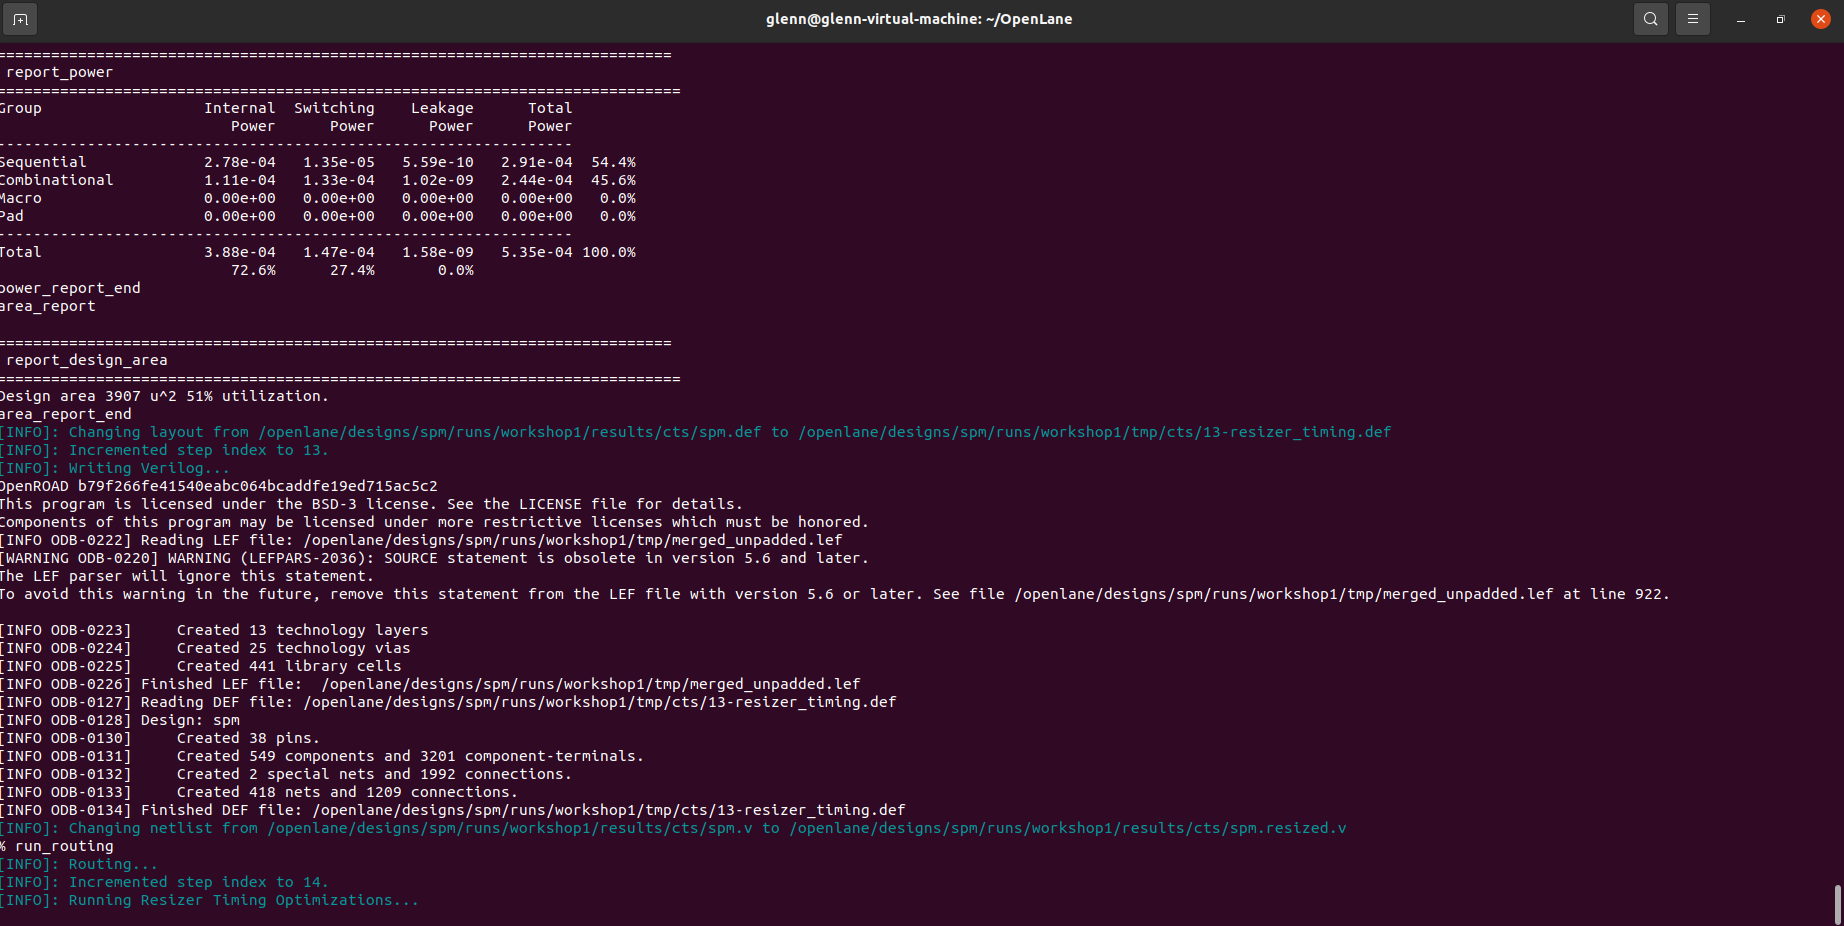 glenn@glenn-virtual-machine: ~/OpenLane
===========================================================================
 report_power
============================================================================
Group                  Internal  Switching    Leakage      Total
                          Power      Power      Power      Power
----------------------------------------------------------------
Sequential             2.78e-04   1.35e-05   5.59e-10   2.91e-04  54.4%
Combinational          1.11e-04   1.33e-04   1.02e-09   2.44e-04  45.6%
Macro                  0.00e+00   0.00e+00   0.00e+00   0.00e+00   0.0%
Pad                    0.00e+00   0.00e+00   0.00e+00   0.00e+00   0.0%
----------------------------------------------------------------
Total                  3.88e-04   1.47e-04   1.58e-09   5.35e-04 100.0%
                          72.6%      27.4%       0.0%
power_report_end
area_report
===========================================================================
 report_design_area
============================================================================
Design area 3907 u^2 51% utilization.
area_report_end
[INFO]: Changing layout from /openlane/designs/spm/runs/workshop1/results/cts/spm.def to /openlane/designs/spm/runs/workshop1/tmp/cts/13-resizer_timing.def
[INFO]: Incremented step index to 13.
[INFO]: Writing Verilog...
OpenROAD b79f266fe41540eabc064bcaddfe19ed715ac5c2
This program is licensed under the BSD-3 license. See the LICENSE file for details.
Components of this program may be licensed under more restrictive licenses which must be honored.
[INFO ODB-0222] Reading LEF file: /openlane/designs/spm/runs/workshop1/tmp/merged_unpadded.lef
[WARNING ODB-0220] WARNING (LEFPARS-2036): SOURCE statement is obsolete in version 5.6 and later.
The LEF parser will ignore this statement.
To avoid this warning in the future, remove this statement from the LEF file with version 5.6 or later. See file /openlane/designs/spm/runs/workshop1/tmp/merged_unpadded.lef at line 922.
[INFO ODB-0223]     Created 13 technology layers
[INFO ODB-0224]     Created 25 technology vias
[INFO ODB-0225]     Created 441 library cells
[INFO ODB-0226] Finished LEF file:  /openlane/designs/spm/runs/workshop1/tmp/merged_unpadded.lef
[INFO ODB-0127] Reading DEF file: /openlane/designs/spm/runs/workshop1/tmp/cts/13-resizer_timing.def
[INFO ODB-0128] Design: spm
[INFO ODB-0130]     Created 38 pins.
[INFO ODB-0131]     Created 549 components and 3201 component-terminals.
[INFO ODB-0132]     Created 2 special nets and 1992 connections.
[INFO ODB-0133]     Created 418 nets and 1209 connections.
[INFO ODB-0134] Finished DEF file: /openlane/designs/spm/runs/workshop1/tmp/cts/13-resizer_timing.def
[INFO]: Changing netlist from /openlane/designs/spm/runs/workshop1/results/cts/spm.v to /openlane/designs/spm/runs/workshop1/results/cts/spm.resized.v
% run_routing
[INFO]: Routing...
[INFO]: Incremented step index to 14.
[INFO]: Running Resizer Timing Optimizations...